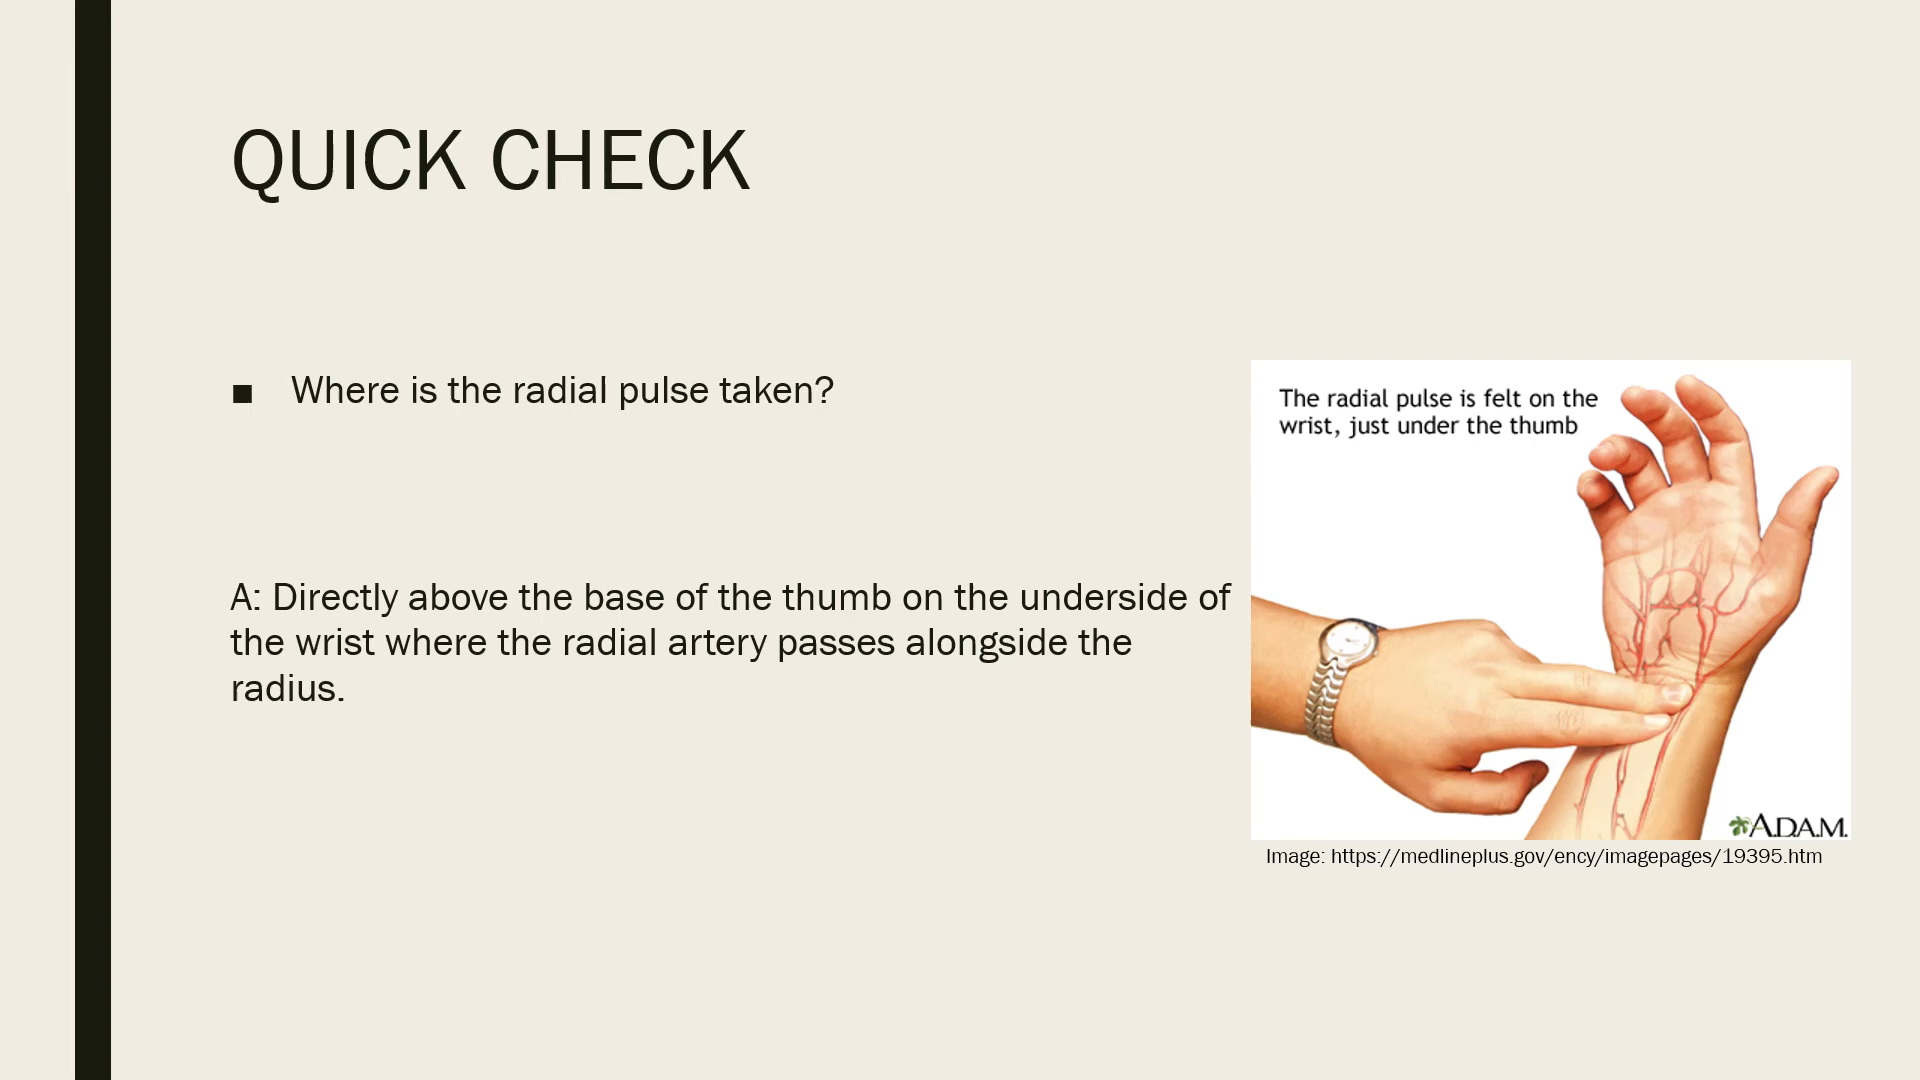 QUICK CHECK
■ Where is the radial pulse taken?
A: Directly above the base of the thumb on the underside of
the wrist where the radial artery passes alongside the
radius.
The radial pulse is felt on the
wrist, just under the thumb
A.D.A.M.
Image: https://medlineplus.gov/ency/imagepages/19395.htm